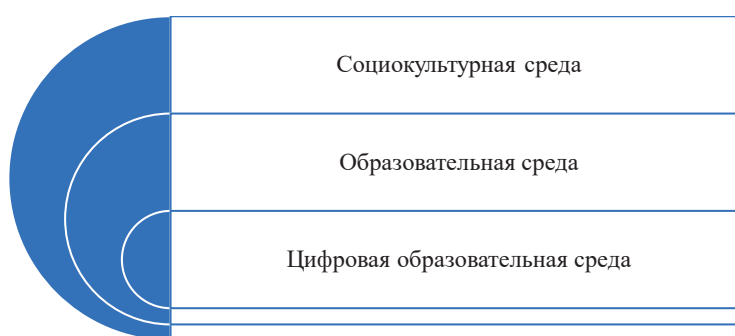 Социокультурная среда
Образовательная среда
Цифровая образовательная среда